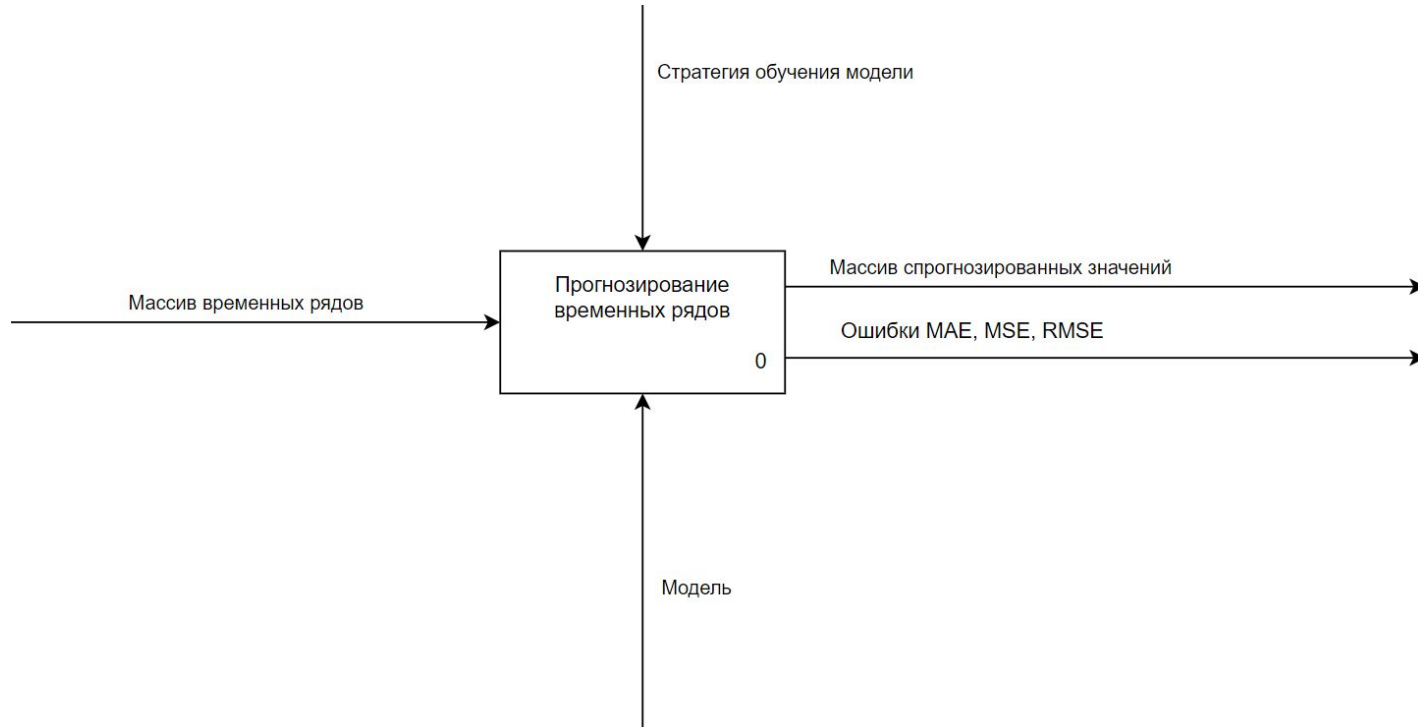 Стратегия обучения модели
Массив спрогнозированных значений
Прогнозирование
временных рядов
Массив временных рядов
Ошибки MAE, MSE, RMSE
0
Модель